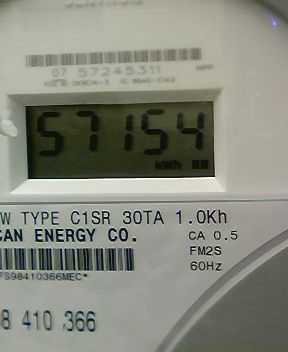 07 57245311
57154
kWh
W TYPE C1SR 30TA 1.0Kh
CAN ENERGY CO.
CA 0.5
FM2S
60Hz
FS98410366MEC*
8 410 366